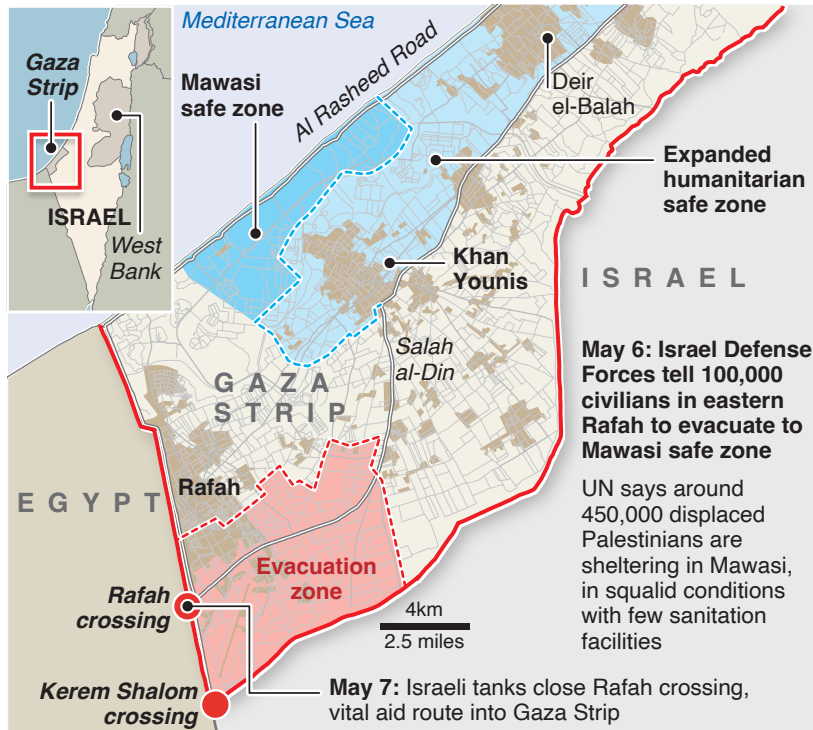 Mediterranean Sea
Gaza
Strip
ISRAEL
West
Bank
Mawasi
safe zone
Al Rasheed Road
Deir
el-Balah
Expanded
humanitarian
safe zone
Khan
Younis
ISRAEL
Salah
al-Din
GAZA
STRIP
May 6: Israel Defense
Forces tell 100,000
civilians in eastern
Rafah to evacuate to
Mawasi safe zone
UN says around
450,000 displaced
Palestinians are
sheltering in Mawasi,
in squalid conditions
with few sanitation
facilities
EGYPT
Rafah
Evacuation
zone
Rafah
crossing
4km
2.5 miles
Kerem Shalom
crossing
May 7: Israeli tanks close Rafah crossing,
vital aid route into Gaza Strip